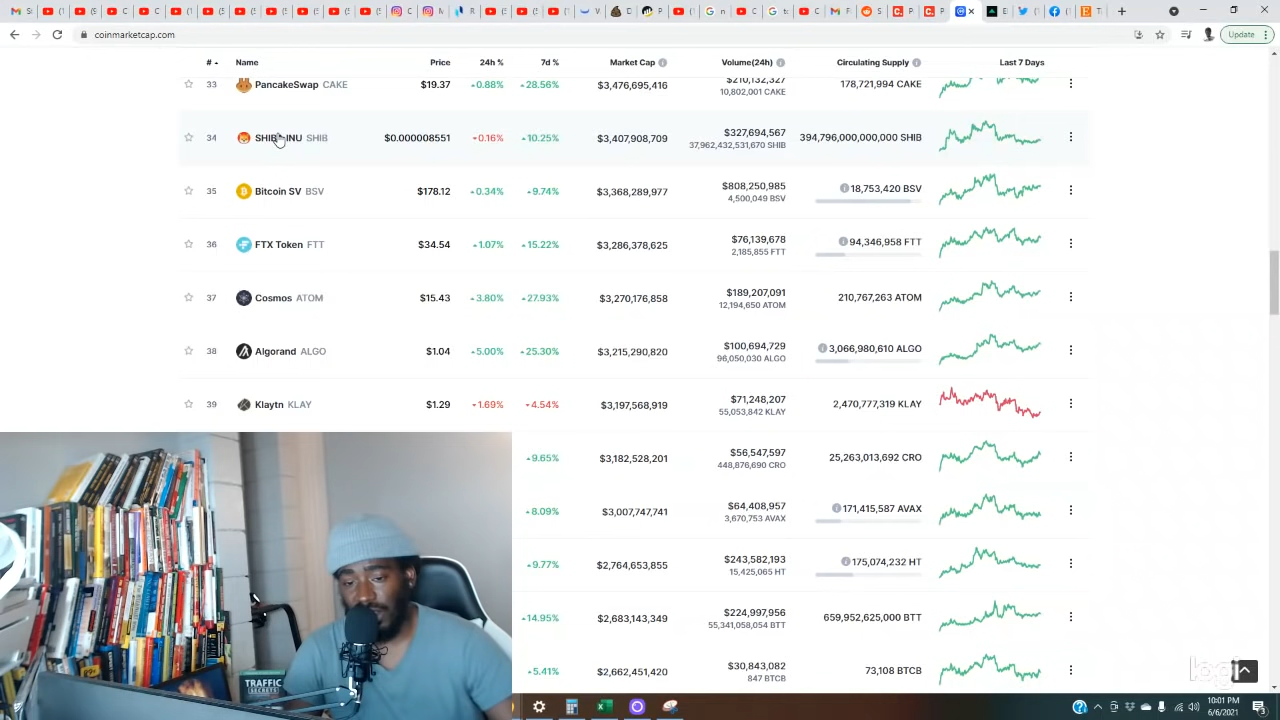 coinmarketcap.com
Update
# Name Price 24h % 7d % Market Cap Volume(24h) Circulating Supply Last 7 Days
33 PancakeSwap CAKE $19.37 0.88% 28.56% $3,476,695,416 $210,132,327 178,721,994 CAKE
10,802,001 CAKE
34 INU SHIB $0.000008551 0.16% 10.25% $3,407,908,709 $327,694,567 394,796,000,000,000 SHIB
37,962,432,531,670 SHIB
35 Bitcoin SV BSV $178.12 0.34% 9.74% $3,368,289,977 $808,250,985 18,753,420 BSV
4,500,049 BSV
36 FTX Token FTT $34.54 1.07% 15.22% $3,286,378,625 $76,139,678 94,346,958 FTT
2,185,855 FTT
37 Cosmos ATOM $15.43 3.80% 27.93% $3,270,176,858 $189,207,091 210,767,263 ATOM
12,194,650 ATOM
38 Algorand ALGO $1.04 5.00% 25.30% $3,215,290,820 $100,694,729 3,066,980,610 ALGO
96,050,030 ALGO
39 Klaytn KLAY $1.29 1.69% 4.54% $3,197,568,919 $71,248,207 2,470,777,319 KLAY
55,053,842 KLAY
9.65% $3,182,528,201 $56,547,597 25,263,013,692 CRO
448,876,690 CRO
8.09% $3,007,747,741 $64,408,957 171,415,587 AVAX
3,670,753 AVAX
9.77% $2,764,653,855 $243,582,193 175,074,232 HT
15,425,065 HT
14.95% $2,683,143,349 $224,997,956 659,952,625,000 BTT
55,341,058,054 BTT
5.41% $2,662,451,420 $30,843,082 73,108 BTCB
847 BTCB
TRAFFIC
SECRETS
10:01 PM
6/6/2021